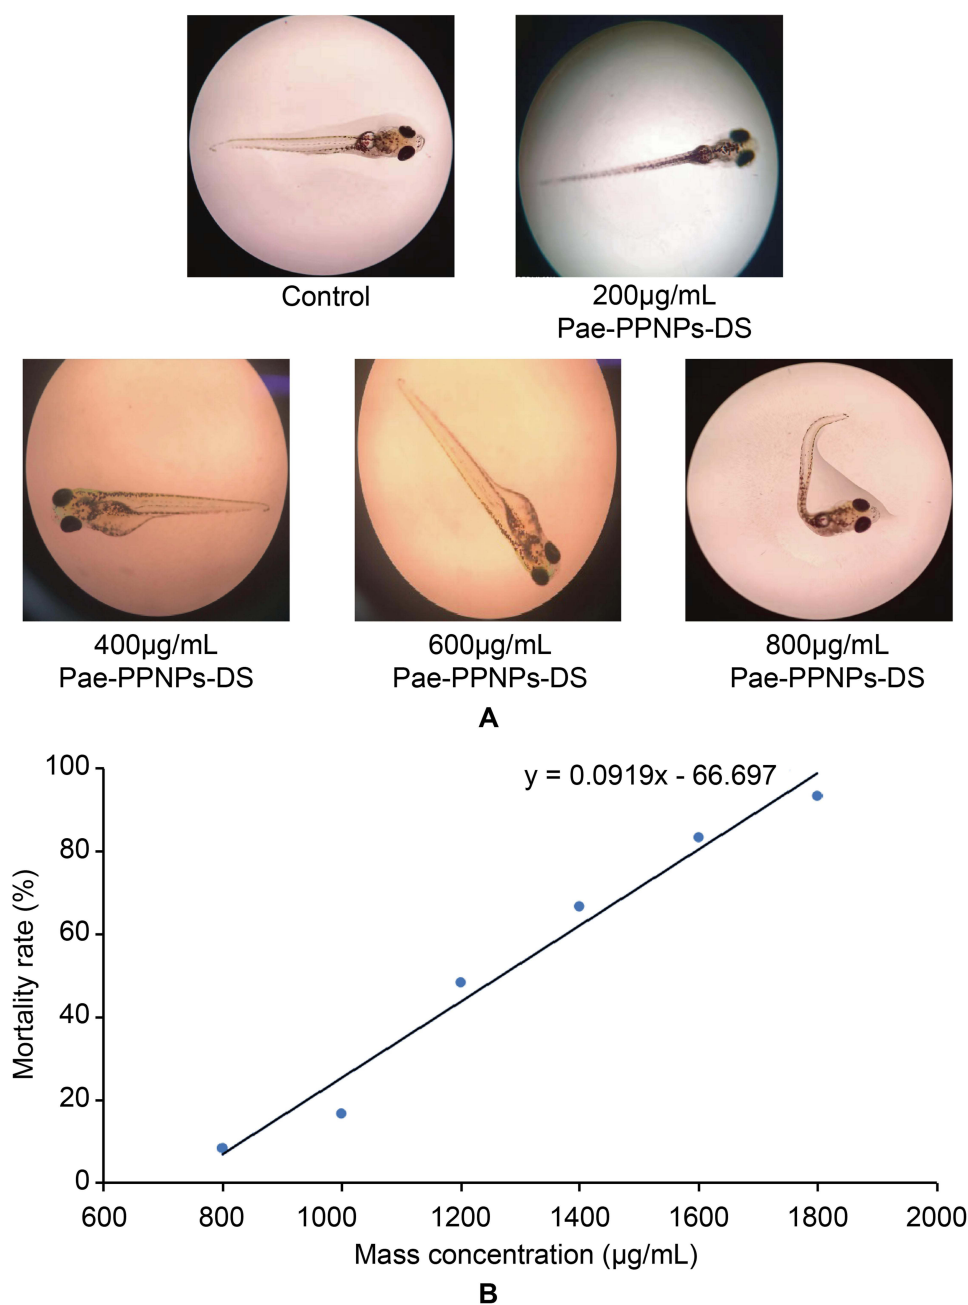 Control
200µg/mL
Pae-PPNPs-DS
400µg/mL
Pae-PPNPs-DS
600µg/mL
Pae-PPNPs-DS
800µg/mL
Pae-PPNPs-DS
A
y = 0.0919x - 66.697
100
80
60
40
20
0
Mortality rate (%)
600 800 1000 1200 1400 1600 1800 2000
Mass concentration (µg/mL)
B